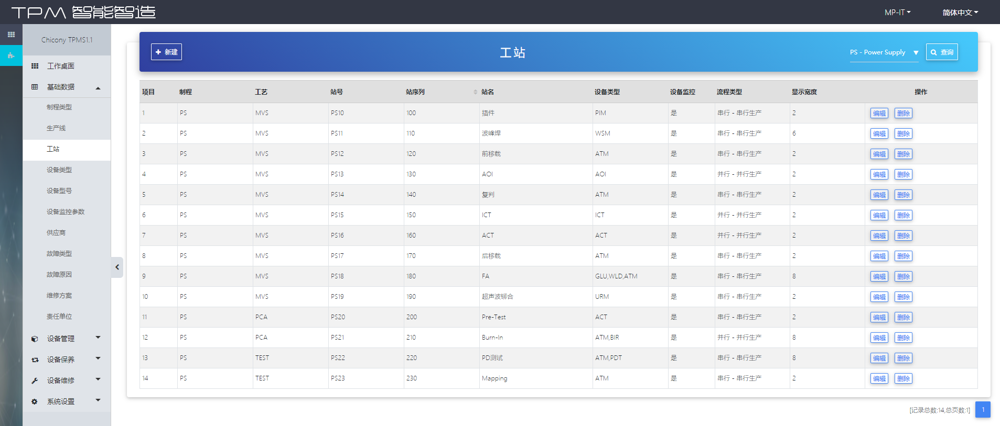 TPM 智能智造
MP-IT
简体中文
Chicony TPMS1.1
工作桌面
基础数据
制程类型
生产线
工站
设备类型
设备型号
设备监控参数
供应商
故障类型
故障原因
维修方案
责任单位
设备管理
设备保养
设备维修
系统设置
新建
工站
PS - Power Supply
查询
项目 制程 工艺 站号 站序列 站名 设备类型 设备监控 流程类型 显示宽度 操作
1 PS MVS PS10 100 插件 PIM 是 串行 - 串行生产 2 编辑 删除
2 PS MVS PS11 110 波峰焊 WSM 是 串行 - 串行生产 6 编辑 删除
3 PS MVS PS12 120 前移载 ATM 是 串行 - 串行生产 2 编辑 删除
4 PS MVS PS13 130 AOI AOI 是 并行 - 并行生产 2 编辑 删除
5 PS MVS PS14 140 复判 ATM 是 串行 - 串行生产 2 编辑 删除
6 PS MVS PS15 150 ICT ICT 是 并行 - 并行生产 2 编辑 删除
7 PS MVS PS16 160 ACT ACT 是 并行 - 并行生产 2 编辑 删除
8 PS MVS PS17 170 后移载 ATM 是 串行 - 串行生产 2 编辑 删除
9 PS MVS PS18 180 FA GLU,WLD,ATM 是 串行 - 串行生产 8 编辑 删除
10 PS MVS PS19 190 超声波铆合 URM 是 串行 - 串行生产 2 编辑 删除
11 PS PCA PS20 200 Pre-Test ACT 是 串行 - 串行生产 2 编辑 删除
12 PS PCA PS21 210 Burn-In ATM,BIR 是 并行 - 并行生产 8 编辑 删除
13 PS TEST PS22 220 PD测试 ATM,PDT 是 串行 - 串行生产 8 编辑 删除
14 PS TEST PS23 230 Mapping ATM 是 串行 - 串行生产 2 编辑 删除
[记录总数:14,总页数:1] 1